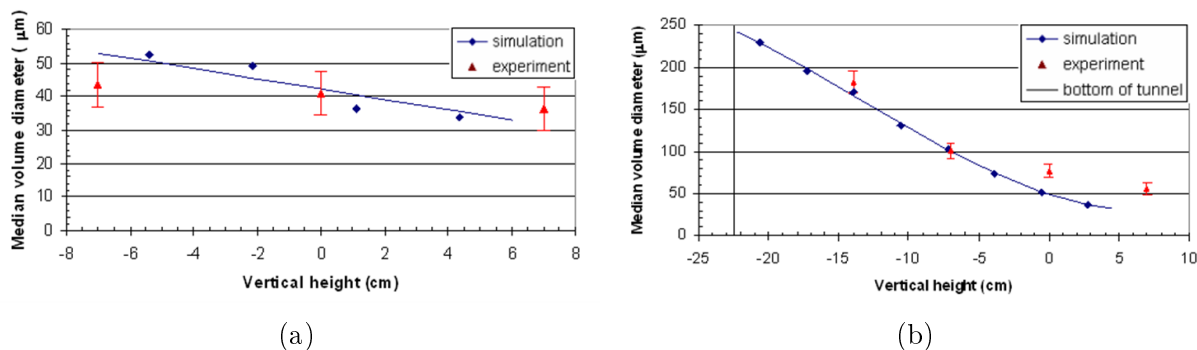 60
50
40
30
20
10
0
-8 -6 -4 -2 0 2 4 6 8
Median volume diameter ( μm)
Vertical height (cm)
simulation
experiment
(a)
250
200
150
100
50
0
-25 -20 -15 -10 -5 0 5 10
Median volume diameter (μm)
Vertical height (cm)
simulation
experiment
bottom of tunnel
(b)